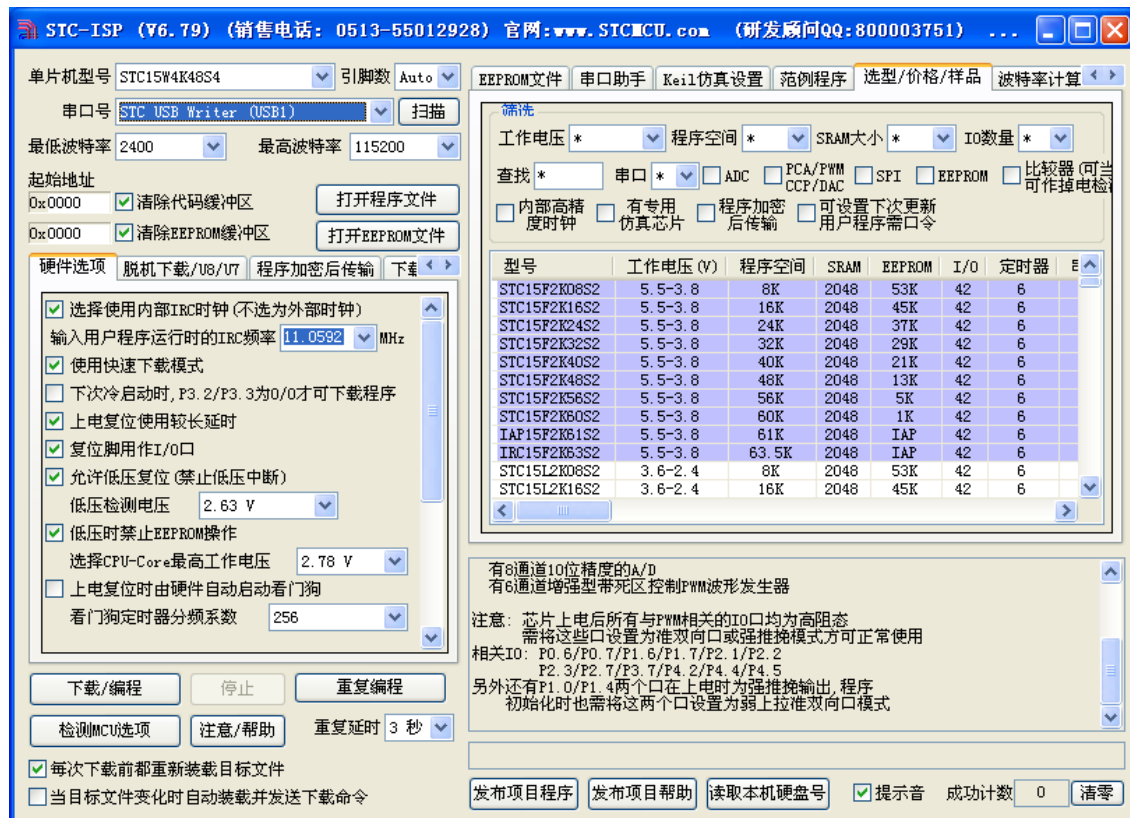 STC-ISP (V6.79) (销售电话: 0513-55012928) 官网:www.STCMCU.com (研发顾问QQ:800003751) ...
单片机型号 STC15W4K48S4 引脚数 Auto
串口号 STC USB Writer (USB1) 扫描
最低波特率 2400 最高波特率 115200
起始地址
0x0000 清除代码缓冲区 打开程序文件
0x0000 清除EEPROM缓冲区 打开EEPROM文件
硬件选项 脱机下载/U8/U7 程序加密后传输
选择使用内部IRC时钟(不选为外部时钟)
输入用户程序运行时的IRC频率 11.0592 MHz
使用快速下载模式
下次冷启动时,P3.2/P3.3为0/0才可下载程序
上电复位使用较长延时
复位脚用作I/O口
允许低压复位(禁止低压中断)
低压检测电压 2.63 V
低压时禁止EEPROM操作
选择CPU-Core最高工作电压 2.78 V
上电复位时由硬件自动启动看门狗
看门狗定时器分频系数 256
下载/编程 停止 重复编程
检测MCU选项 注意/帮助 重复延时 3 秒
每次下载前都重新装载目标文件
当目标文件变化时自动装载并发送下载命令
EEPROM文件 串口助手 Keil仿真设置 范例程序 选型/价格/样品 波特率计算
筛选
工作电压 * 程序空间 * SRAM大小 * IO数量 *
查找 * 串口 * ADC PCA/PWM CCP/DAC SPI EEPROM 比较器(可当 可作掉电检
内部高精度时钟 有专用仿真芯片 程序加密后传输 可设置下次更新用户程序需口令
型号 工作电压(V) 程序空间 SRAM EEPROM I/O 定时器
STC15F2K08S2 5.5-3.8 8K 2048 53K 42 6
STC15F2K16S2 5.5-3.8 16K 2048 45K 42 6
STC15F2K24S2 5.5-3.8 24K 2048 37K 42 6
STC15F2K32S2 5.5-3.8 32K 2048 29K 42 6
STC15F2K40S2 5.5-3.8 40K 2048 21K 42 6
STC15F2K48S2 5.5-3.8 48K 2048 13K 42 6
STC15F2K56S2 5.5-3.8 56K 2048 5K 42 6
STC15F2K60S2 5.5-3.8 60K 2048 1K 42 6
IAP15F2K61S2 5.5-3.8 61K 2048 IAP 42 6
IRC15F2K63S2 5.5-3.8 63.5K 2048 IAP 42 6
STC15L2K08S2 3.6-2.4 8K 2048 53K 42 6
STC15L2K16S2 3.6-2.4 16K 2048 45K 42 6
有8通道10位精度的A/D
有6通道增强型带死区控制PWM波形发生器
注意: 芯片上电后所有与PWM相关的IO口均为高阻态
需将这些口设置为准双向口或强推挽模式方可正常使用
相关IO: P0.6/P0.7/P1.6/P1.7/P2.1/P2.2
P2.3/P2.7/P3.7/P4.2/P4.4/P4.5
另外还有P1.0/P1.4两个口在上电时为强推挽输出,程序
初始化时也需将这两个口设置为弱上拉准双向口模式
发布项目程序 发布项目帮助 读取本机硬盘号 提示音 成功计数 0 清零